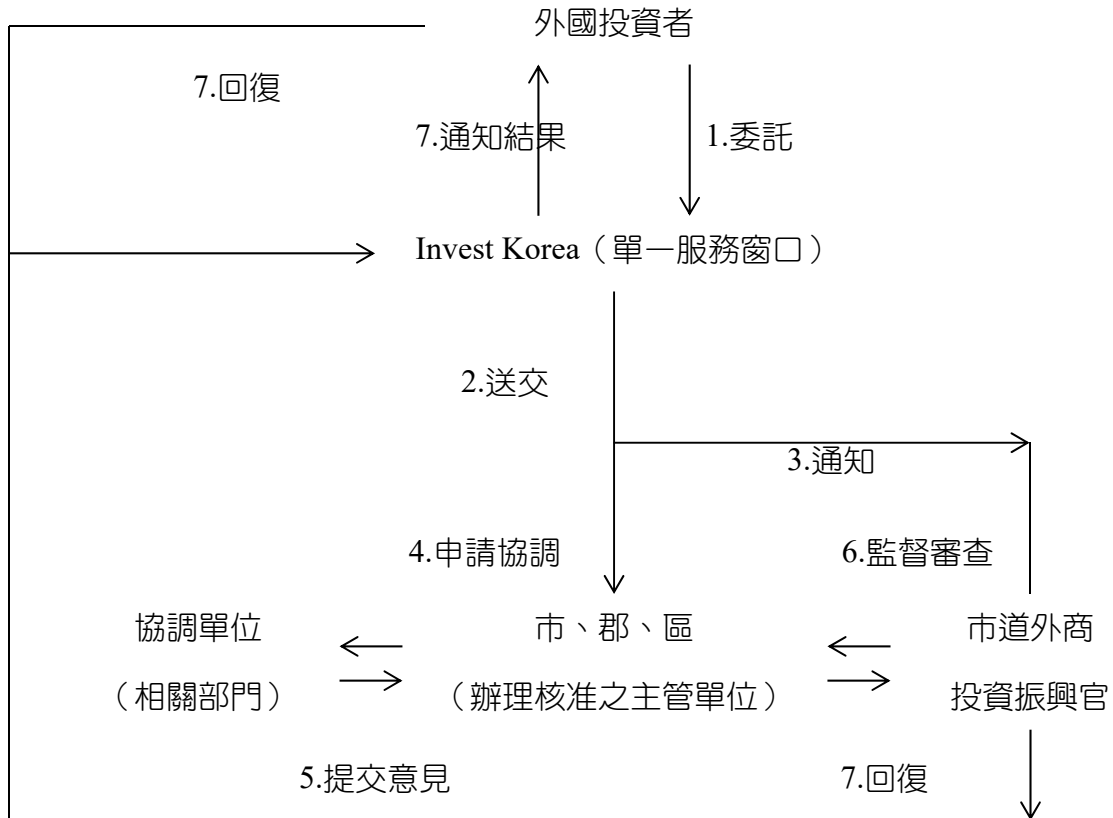 外國投資者
7.回復
7.通知結果
1.委託
Invest Korea（單一服務窗口）
2.送交
3.通知
4.申請協調
6.監督審查
協調單位
（相關部門）
市、郡、區
（辦理核准之主管單位）
市道外商
投資振興官
5.提交意見
7.回復